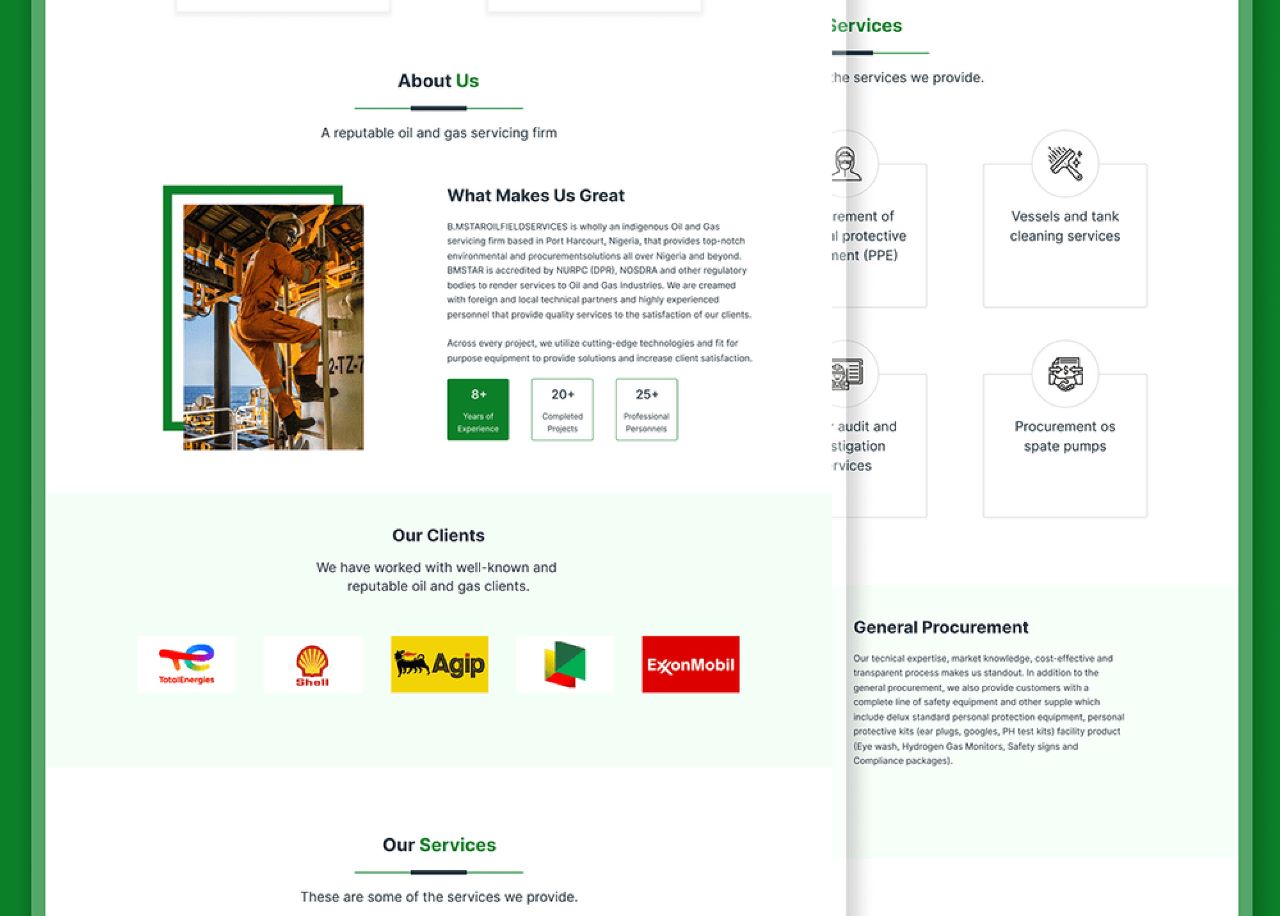 About Us
A reputable oil and gas servicing firm
What Makes Us Great
B.MSTAROILFIELDSERVICES is wholly an indigenous Oil and Gas
servicing firm based in Port Harcourt, Nigeria, that provides top-notch
environmental and procurementsolutions all over Nigeria and beyond.
BMSTAR is accredited by NURPC (DPR), NOSDRA and other regulatory
bodies to render services to Oil and Gas Industries. We are creamed
with foreign and local technical partners and highly experienced
personnel that provide quality services to the satisfaction of our clients.
Across every project, we utilize cutting-edge technologies and fit for
purpose equipment to provide solutions and increase client satisfaction.
8+
Years of
Experience
20+
Completed
Projects
25+
Professional
Personnels
2-TZ-7
Our Clients
We have worked with well-known and
reputable oil and gas clients.
TotalEnergies
Shell
Agip
ExxonMobil
Our Services
These are some of the services we provide.
Services
the services we provide.
rement of
al protective
ment (PPE)
Vessels and tank
cleaning services
audit and
stigation
ervices
Procurement os
spate pumps
General Procurement
Our tecnical expertise, market knowledge, cost-effective and
transparent process makes us standout. In addition to the
general procurement, we also provide customers with a
complete line of safety equipment and other supple which
include delux standard personal protection equipment, personal
protective kits (ear plugs, googles, PH test kits) facility product
(Eye wash, Hydrogen Gas Monitors, Safety signs and
Compliance packages).